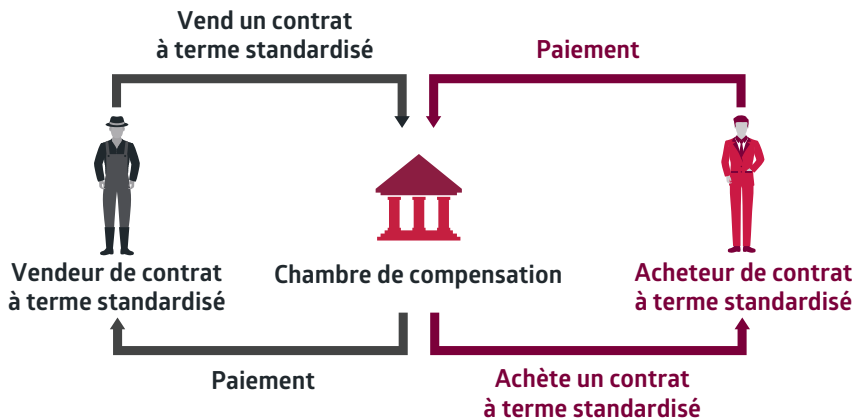 Vend un contrat
à terme standardisé
Paiement
Vendeur de contrat
à terme standardisé
Chambre de compensation
Acheteur de contrat
à terme standardisé
Paiement
Achète un contrat
à terme standardisé